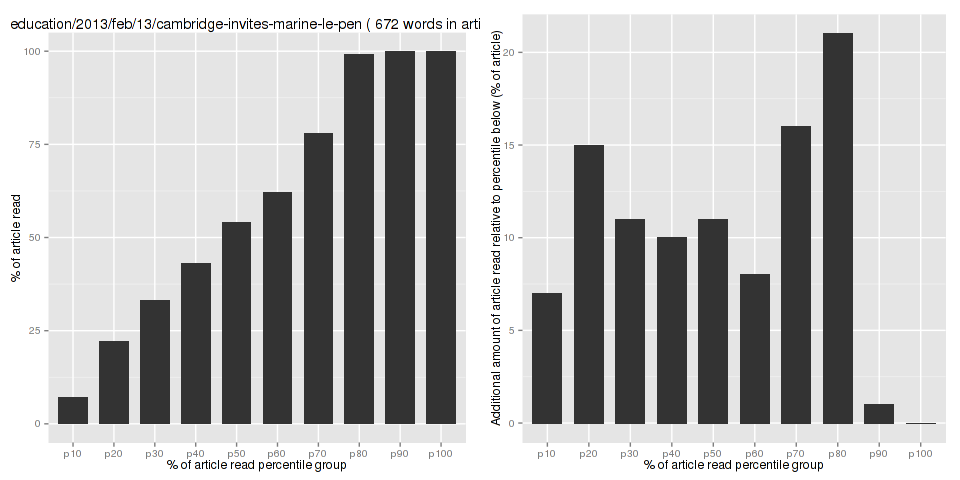 education/2013/feb/13/cambridge-invites-marine-le-pen ( 672 words in arti
100
75
50
25
0
% of article read
p10 p20 p30 p40 p50 p60 p70 p80 p90 p100
% of article read percentile group
20
15
10
5
0
Additional amount of article read relative to percentile below (% of article)
p10 p20 p30 p40 p50 p60 p70 p80 p90 p100
% of article read percentile group